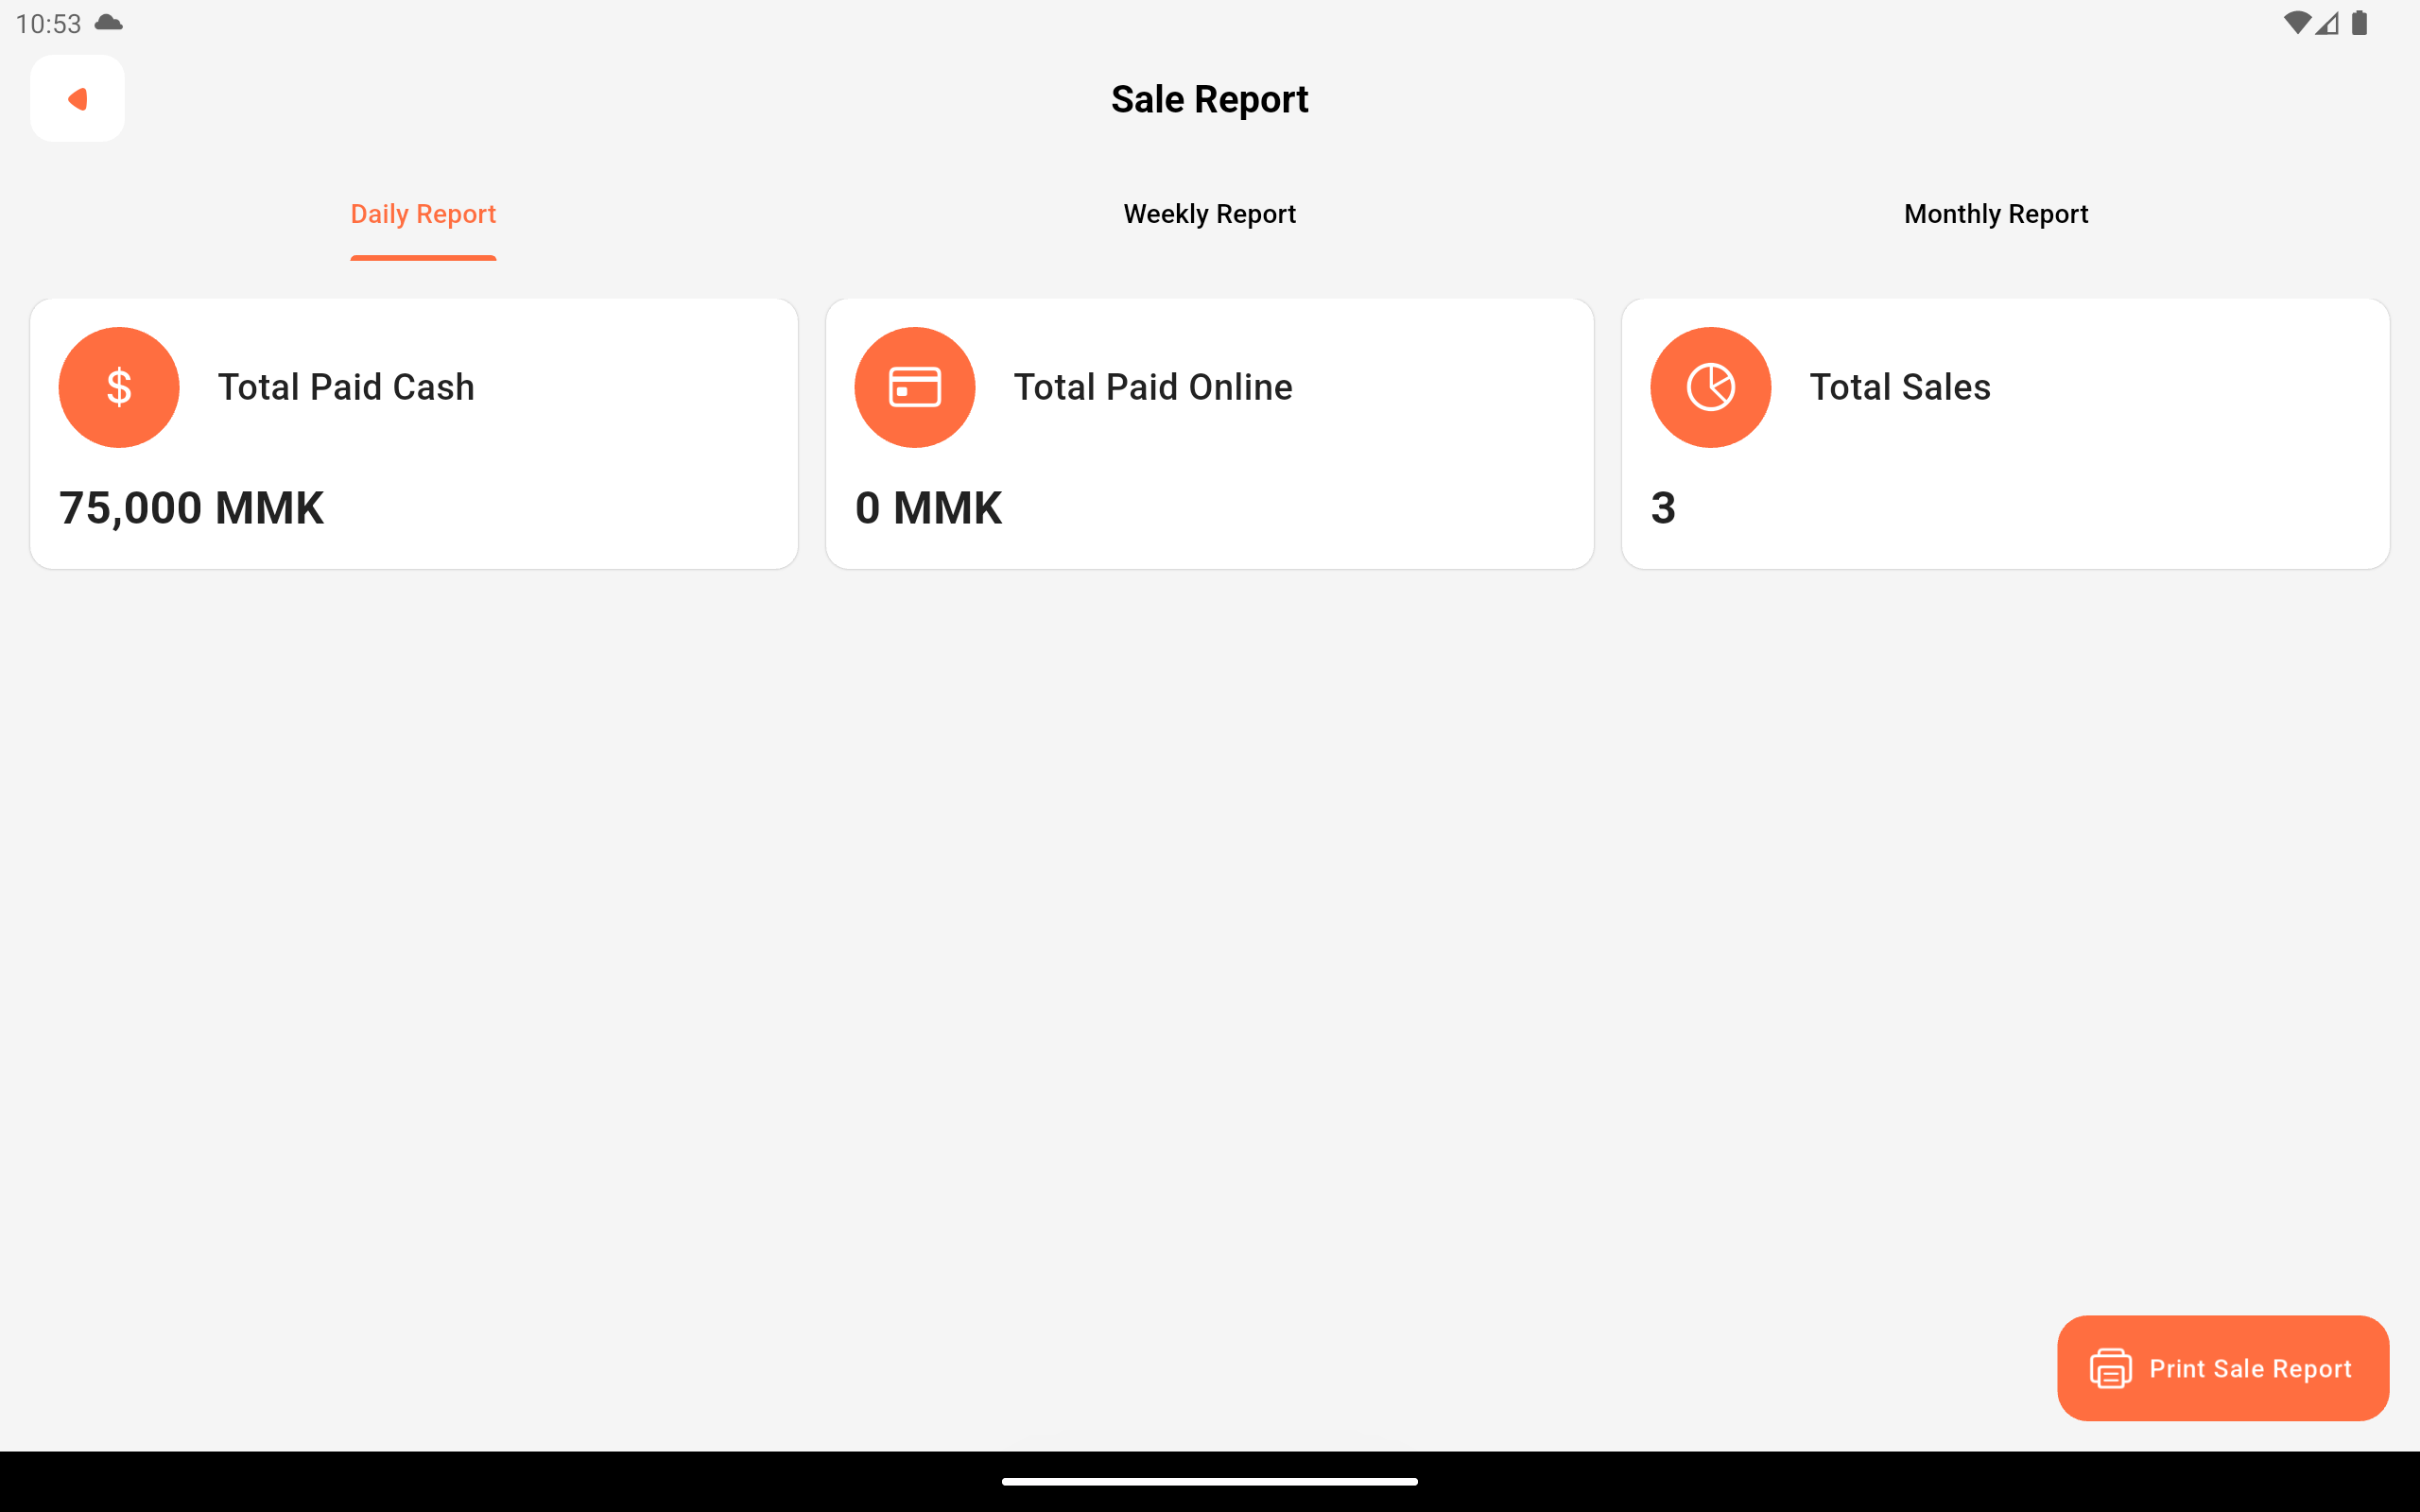 10:53
Sale Report
Daily Report
Weekly Report
Monthly Report
$ Total Paid Cash
75,000 MMK
Total Paid Online
0 MMK
Total Sales
3
Print Sale Report